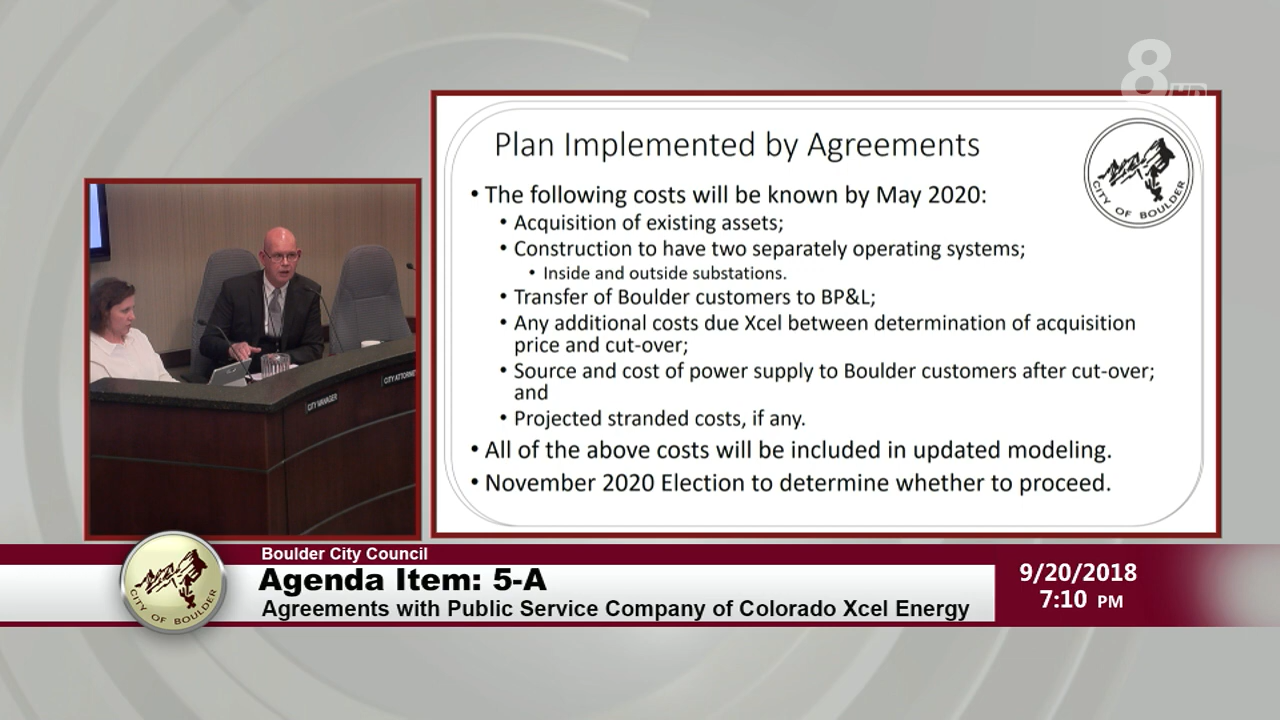 8
HD
Plan Implemented by Agreements
CITY OF BOULDER
• The following costs will be known by May 2020:
• Acquisition of existing assets;
• Construction to have two separately operating systems;
• Inside and outside substations.
• Transfer of Boulder customers to BP&L;
• Any additional costs due Xcel between determination of acquisition
price and cut-over;
• Source and cost of power supply to Boulder customers after cut-over;
and
• Projected stranded costs, if any.
• All of the above costs will be included in updated modeling.
• November 2020 Election to determine whether to proceed.
CITY MANAGER
CITY ATTORNEY
Boulder City Council
Agenda Item: 5-A
Agreements with Public Service Company of Colorado Xcel Energy
CITY OF BOULDER
9/20/2018
7:10 PM